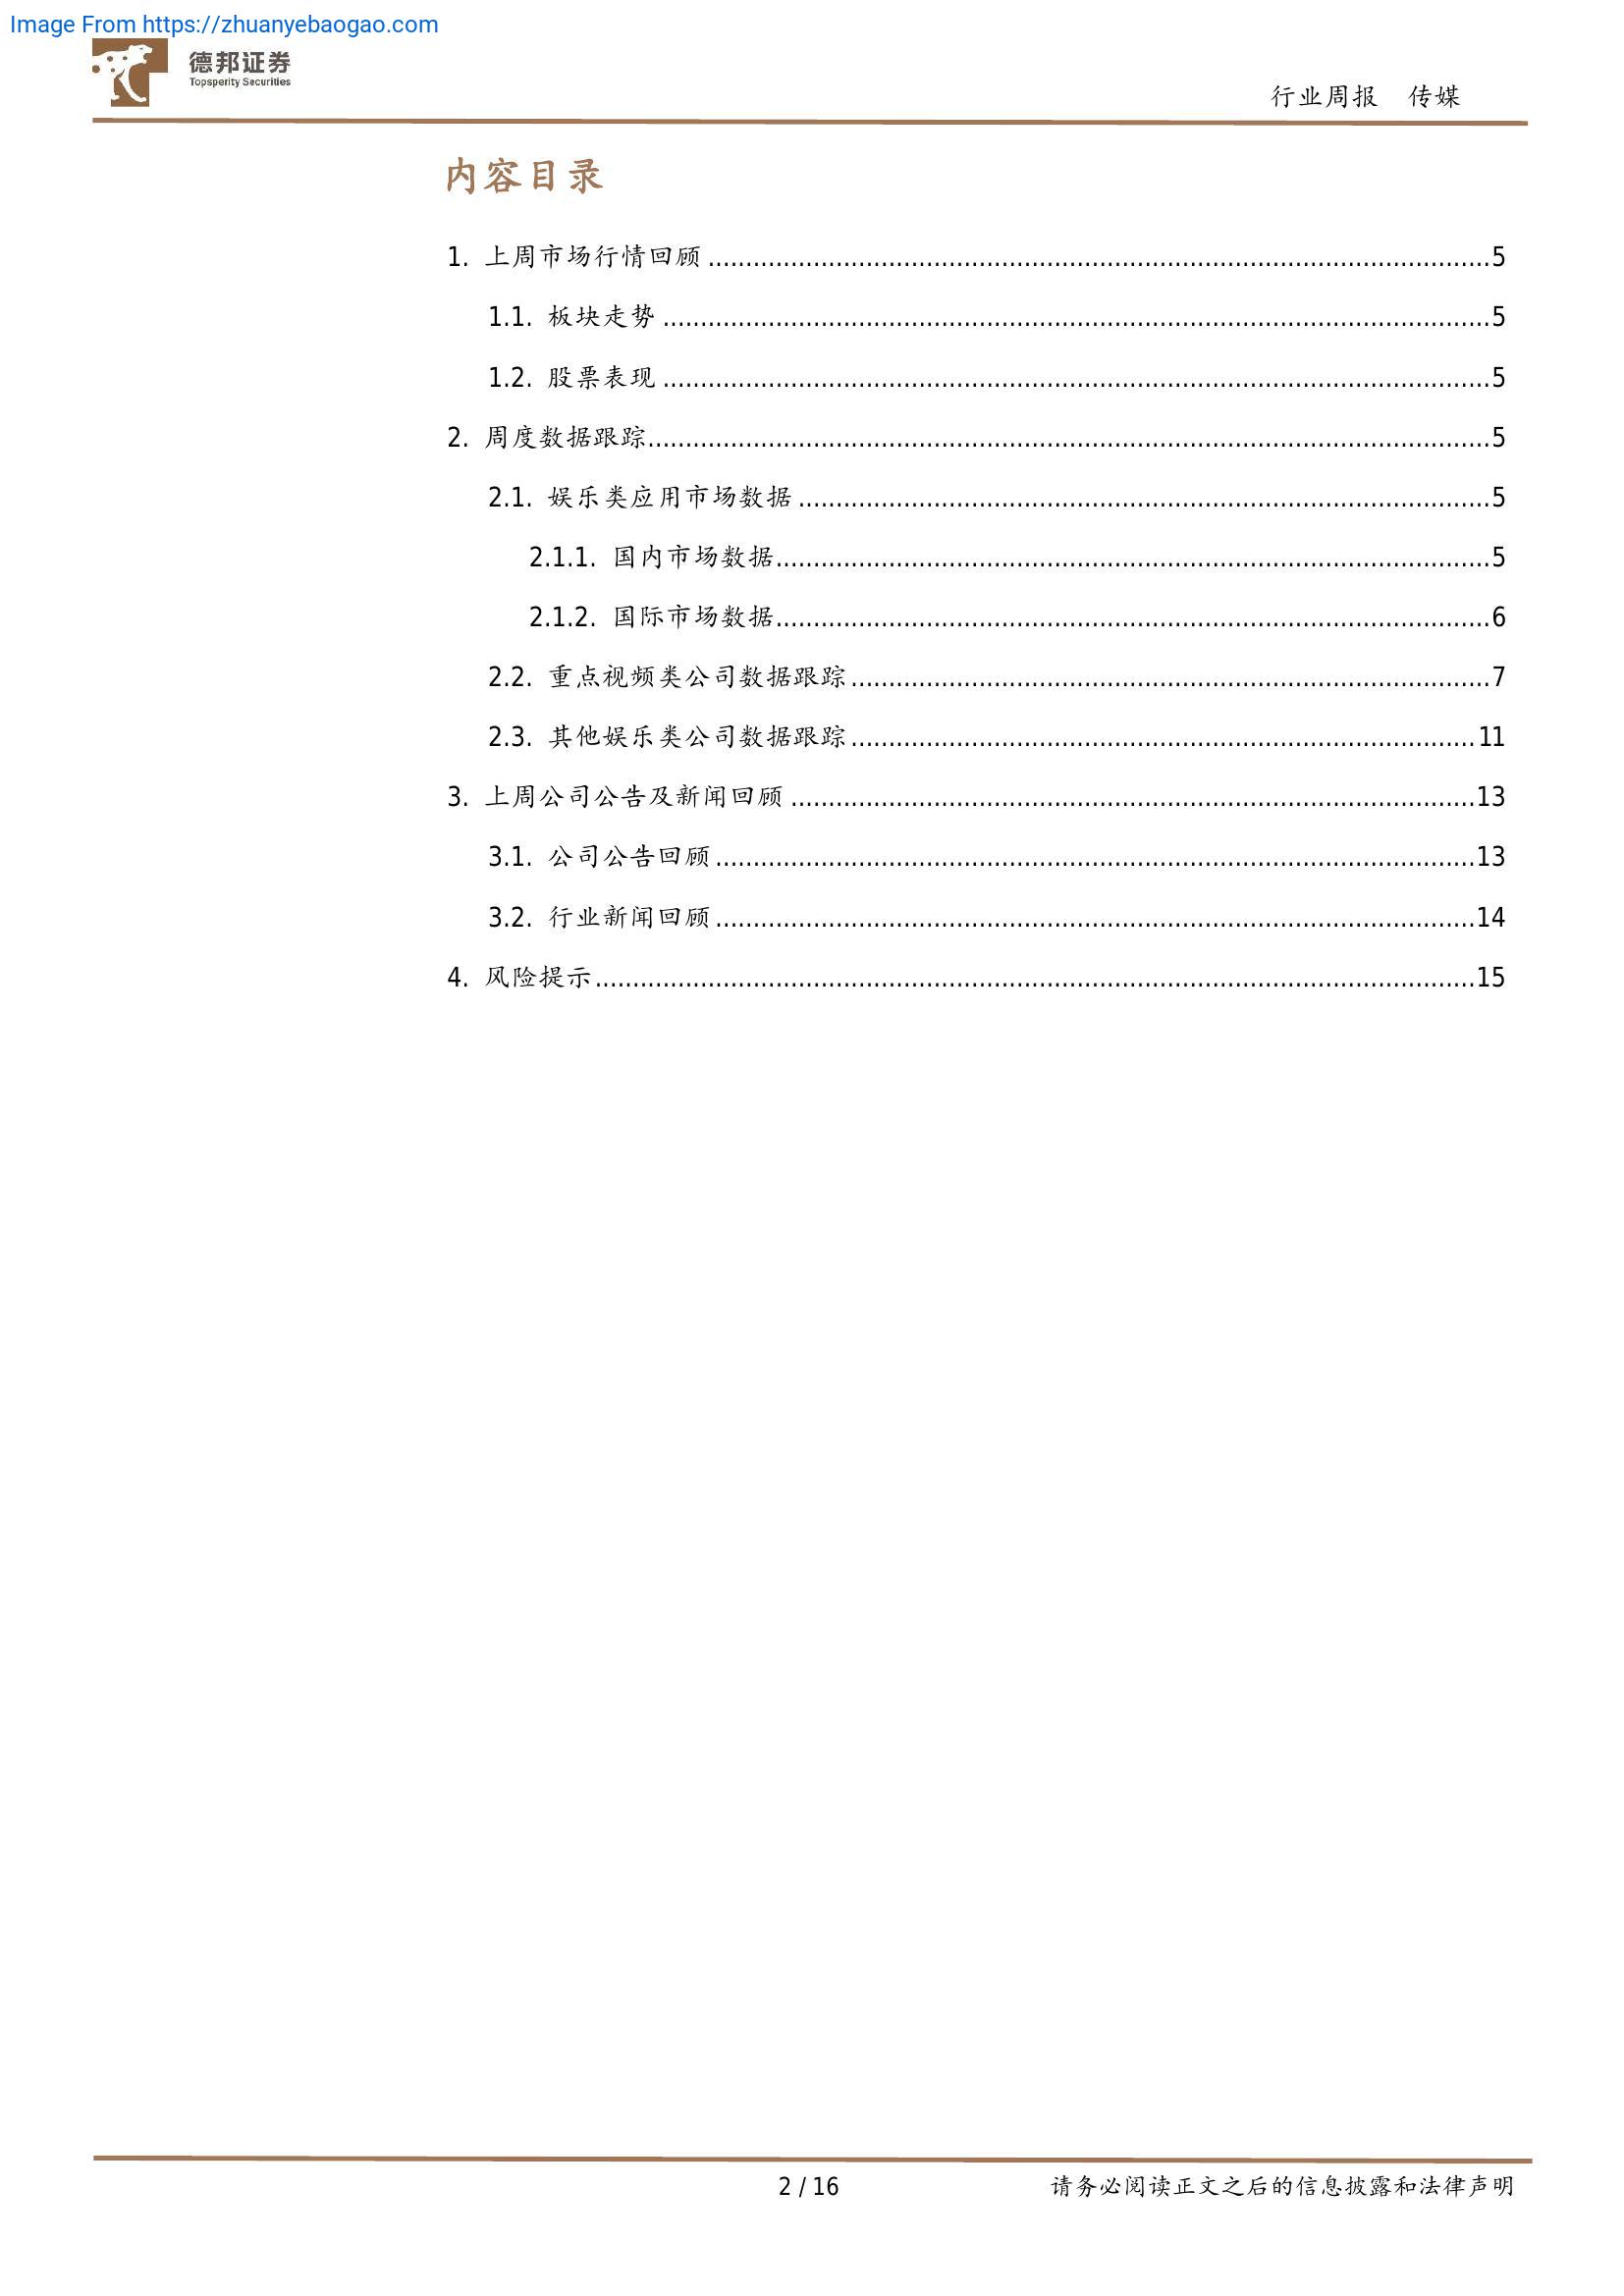 Image From https://zhuanyebaogao.com
德邦证券
Topsperity Securities
行业周报 传媒
内容目录
1. 上周市场行情回顾 ........................................ 5
1.1. 板块走势 ........................................ 5
1.2. 股票表现 ........................................ 5
2. 周度数据跟踪 ........................................ 5
2.1. 娱乐类应用市场数据 ........................................ 5
2.1.1. 国内市场数据 ........................................ 5
2.1.2. 国际市场数据 ........................................ 6
2.2. 重点视频类公司数据跟踪 ........................................ 7
2.3. 其他娱乐类公司数据跟踪 ........................................ 11
3. 上周公司公告及新闻回顾 ........................................ 13
3.1. 公司公告回顾 ........................................ 13
3.2. 行业新闻回顾 ........................................ 14
4. 风险提示 ........................................ 15
2 / 16 请务必阅读正文之后的信息披露和法律声明